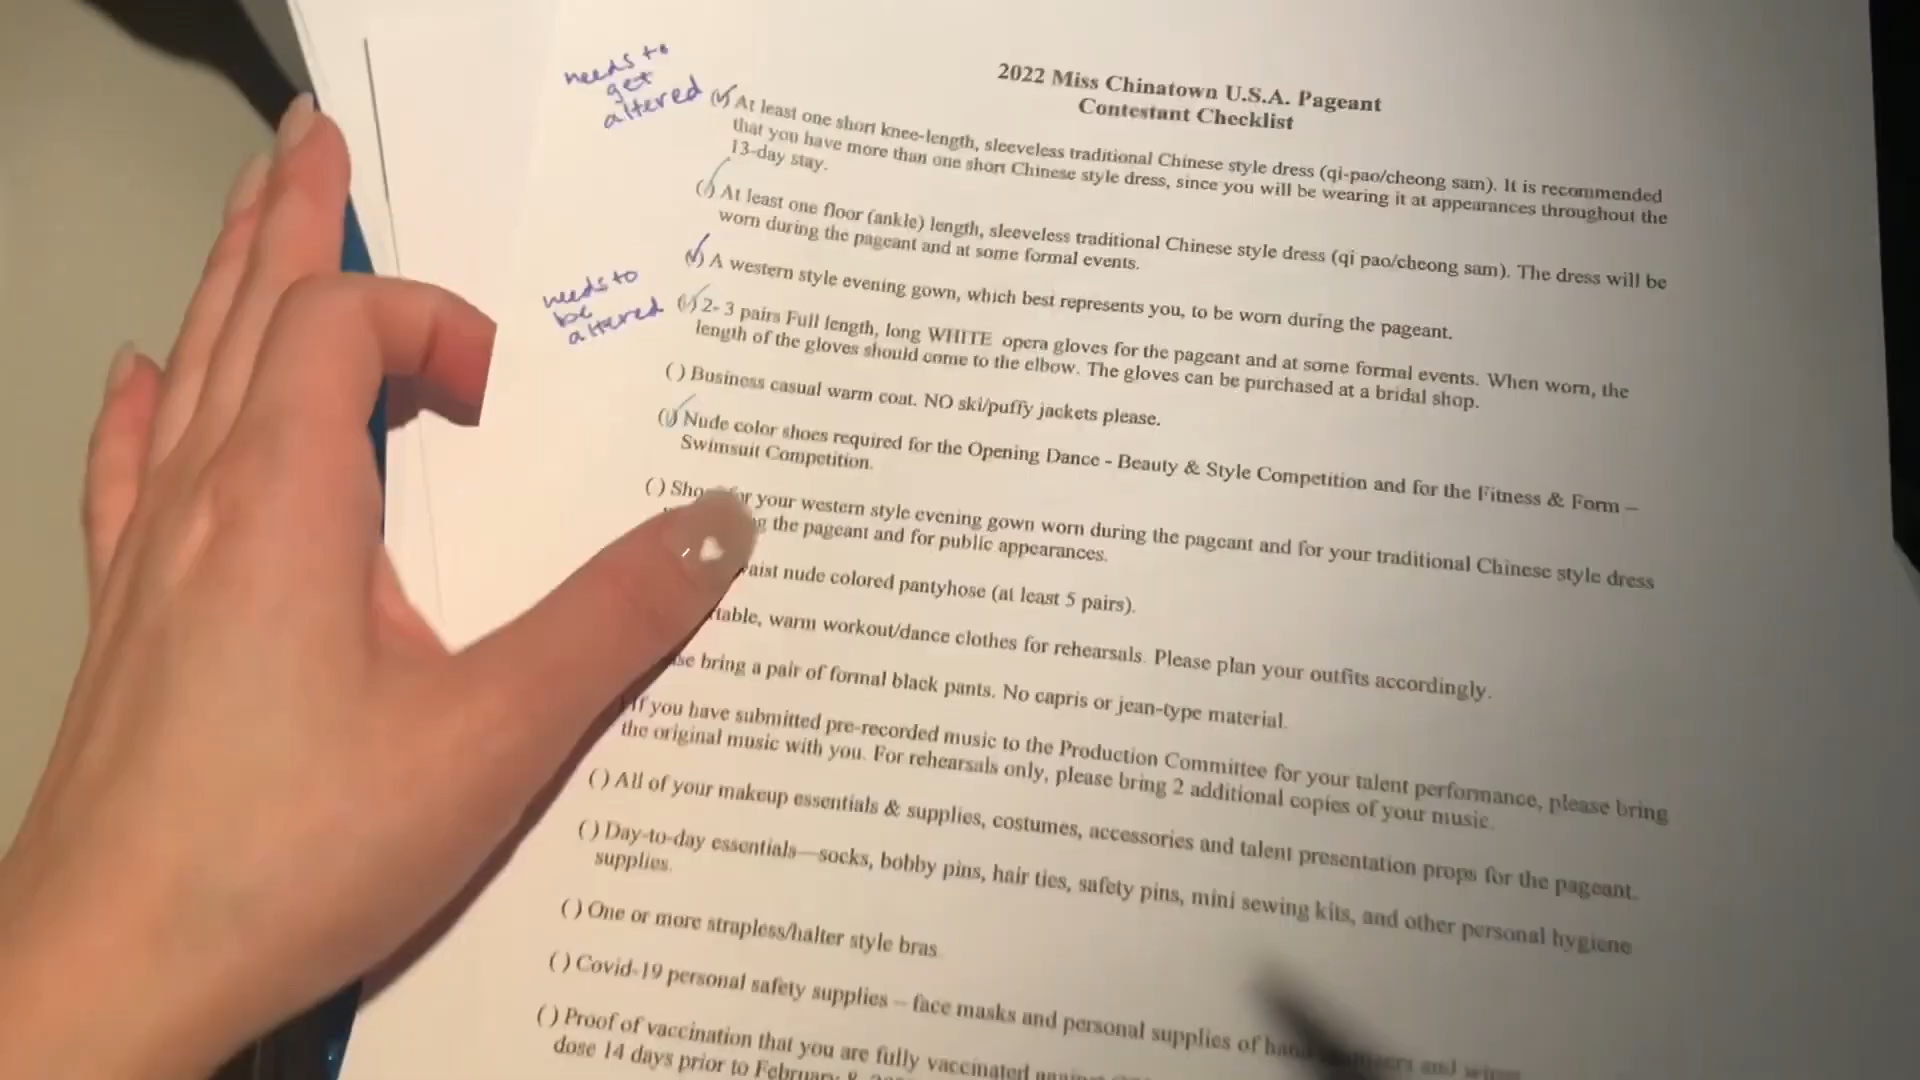 2022 Miss Chinatown U.S.A. Pageant
Contestant Checklist
needs to
get
altered
(✓) At least one short knee-length, sleeveless traditional Chinese style dress (qi-pao/cheong sam). It is recommended
that you have more than one short Chinese style dress, since you will be wearing it at appearances throughout the
13-day stay.
(✓) At least one floor (ankle) length, sleeveless traditional Chinese style dress (qi pao/cheong sam). The dress will be
worn during the pageant and at some formal events.
(✓) A western style evening gown, which best represents you, to be worn during the pageant.
needs to
be
altered
(✓) 2- 3 pairs Full length, long WHITE opera gloves for the pageant and at some formal events. When worn, the
length of the gloves should come to the elbow. The gloves can be purchased at a bridal shop.
( ) Business casual warm coat. NO ski/puffy jackets please.
(✓) Nude color shoes required for the Opening Dance - Beauty & Style Competition and for the Fitness & Form –
Swimsuit Competition.
( ) your western style evening gown worn during the pageant and for your traditional Chinese style dress
the pageant and for public appearances.
nude colored pantyhose (at least 5 pairs).
warm workout/dance clothes for rehearsals. Please plan your outfits accordingly.
bring a pair of formal black pants. No capris or jean-type material.
If you have submitted pre-recorded music to the Production Committee for your talent performance, please bring
the original music with you. For rehearsals only, please bring 2 additional copies of your music.
( ) All of your makeup essentials & supplies, costumes, accessories and talent presentation props for the pageant.
( ) Day-to-day essentials—socks, bobby pins, hair ties, safety pins, mini sewing kits, and other personal hygiene
supplies.
( ) One or more strapless/halter style bras
( ) Covid-19 personal safety supplies – face masks and personal supplies of and
( ) Proof of vaccination that you are fully vaccinated
dose 14 days prior to February 8,